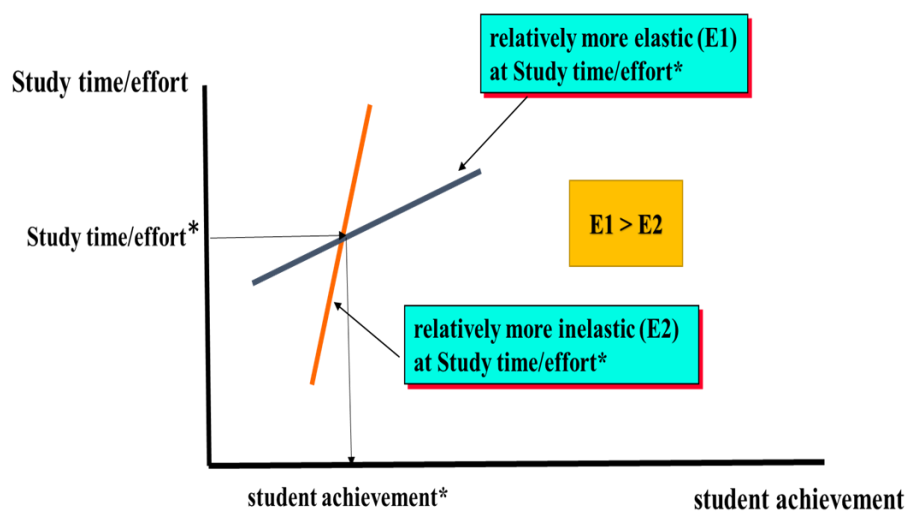 relatively more elastic (E1)
at Study time/effort*
Study time/effort
Study time/effort*
E1 > E2
relatively more inelastic (E2)
at Study time/effort*
student achievement*
student achievement